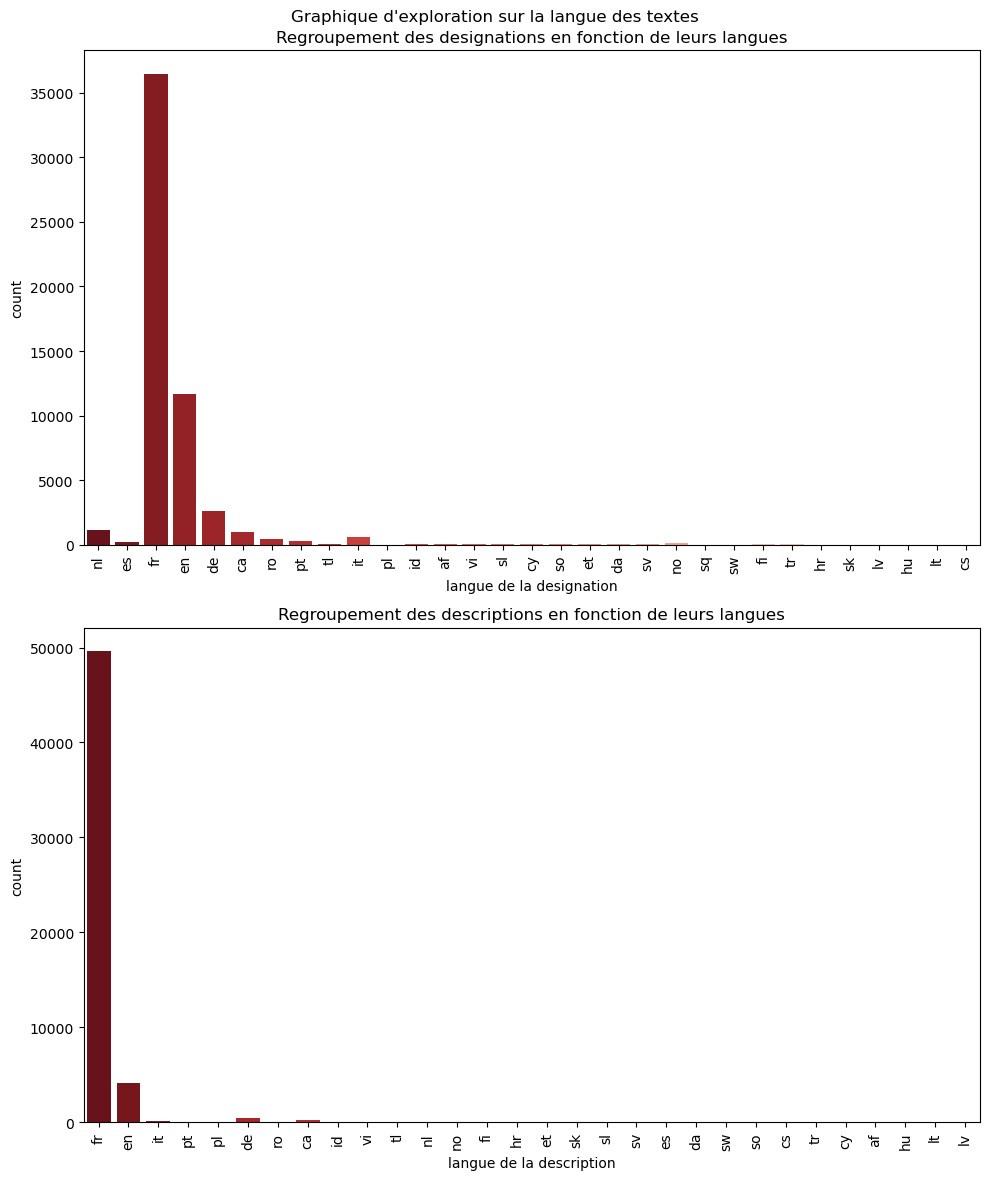 Graphique d'exploration sur la langue des textes
Regroupement des designations en fonction de leurs langues
35000
30000
25000
20000
15000
10000
5000
0
count
nl es fr en de ca ro pt tl it pl id af vi sl cy so et da sv no sq sw fi tr hr sk lv hu lt cs
langue de la designation
Regroupement des descriptions en fonction de leurs langues
50000
40000
30000
20000
10000
0
count
fr en it pt pl de ro ca id vi tl nl no fi hr et sk sl sv es da sw so cs tr cy af hu lt lv
langue de la description